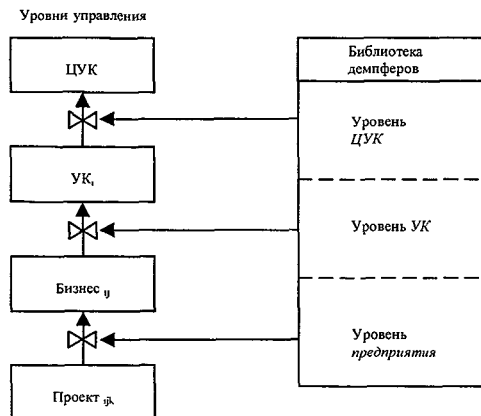 Уровни управления
ЦУК
УКi
Бизнес ij
Проект ijk
Библиотека
демпферов
Уровень
ЦУК
Уровень УК
Уровень
предприятия